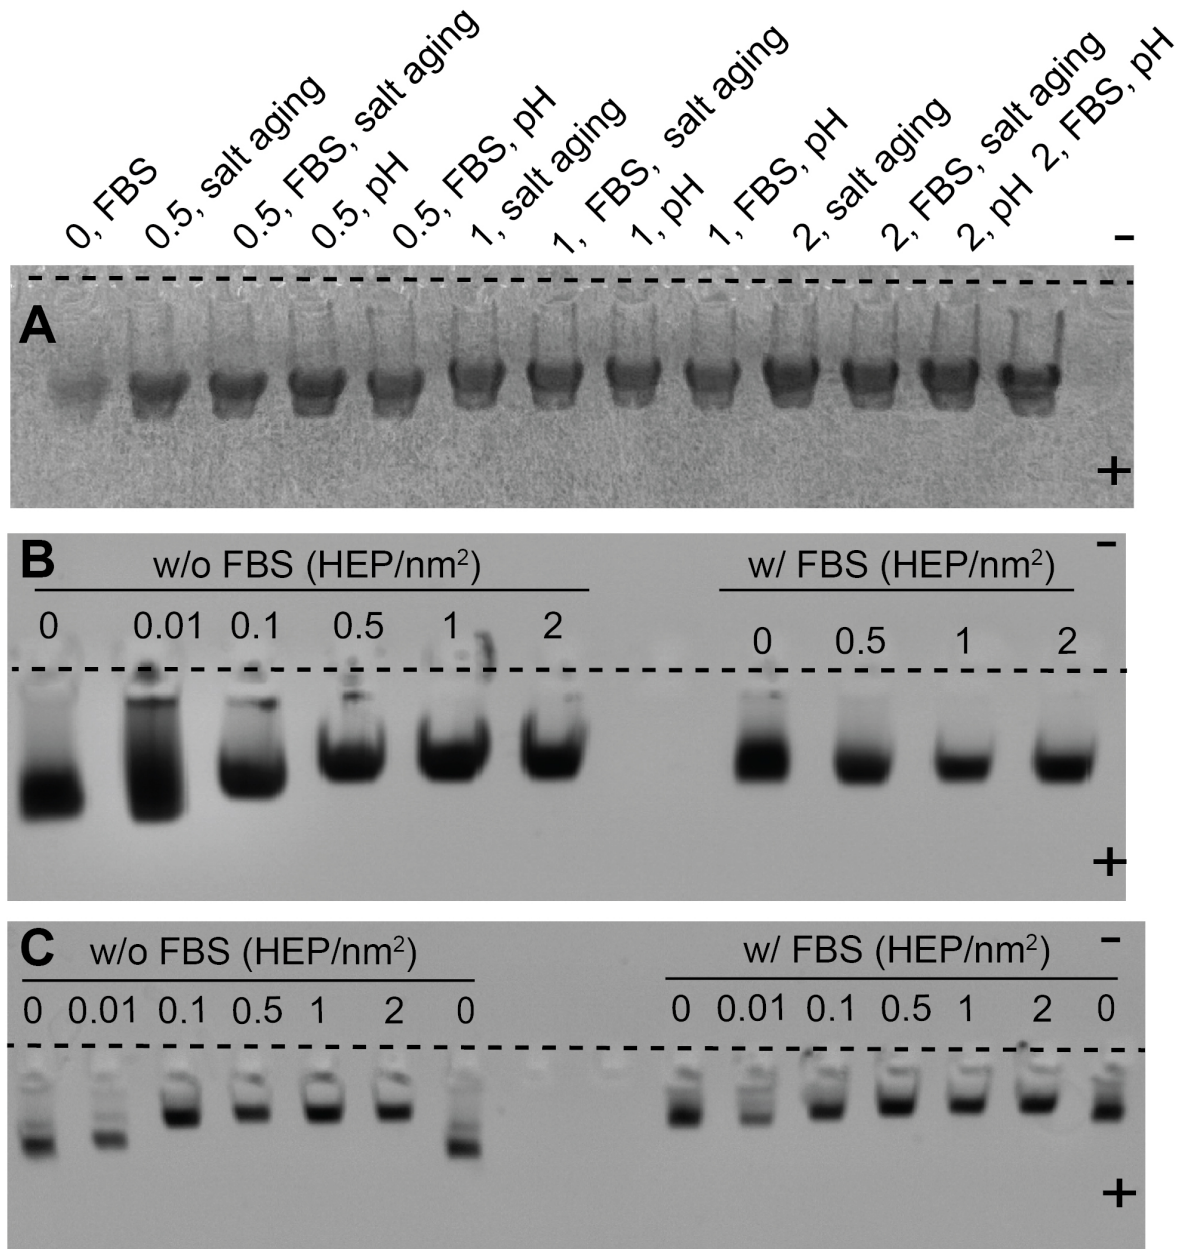 0, FBS
0.5, salt aging
0.5, FBS, salt aging
0.5, pH
0.5, FBS, pH
1, salt aging
1, FBS, salt aging
1, pH
1, FBS, pH
2, salt aging
2, FBS, salt aging
2, pH
2, FBS, pH
-
A
+
B
w/o FBS (HEP/nm²)
w/ FBS (HEP/nm²)
-
0 0.01 0.1 0.5 1 2
0 0.5 1 2
+
C
w/o FBS (HEP/nm²)
w/ FBS (HEP/nm²)
-
0 0.01 0.1 0.5 1 2 0
0 0.01 0.1 0.5 1 2 0
+